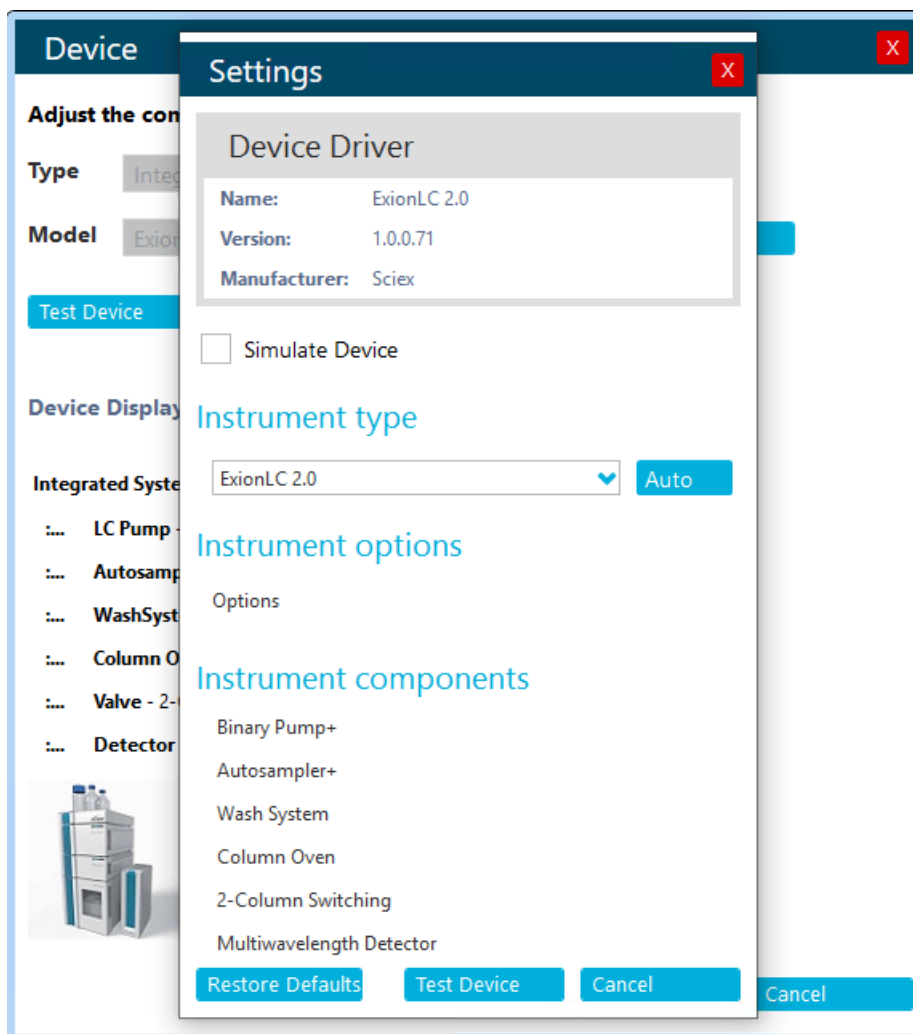 Device
X
Settings
X
Adjust the con
Device Driver
Type
Integ
Name: ExionLC 2.0
Model
Exion
Version: 1.0.0.71
Manufacturer: Sciex
Test Device
Simulate Device
Device Display
Instrument type
Integrated Syste
ExionLC 2.0
Auto
:... LC Pump -
Instrument options
:... Autosamp
Options
:... WashSyst
:... Column O
Instrument components
:... Valve - 2-
Binary Pump+
:... Detector
Autosampler+
Wash System
Column Oven
2-Column Switching
Multiwavelength Detector
Restore Defaults
Test Device
Cancel
Cancel